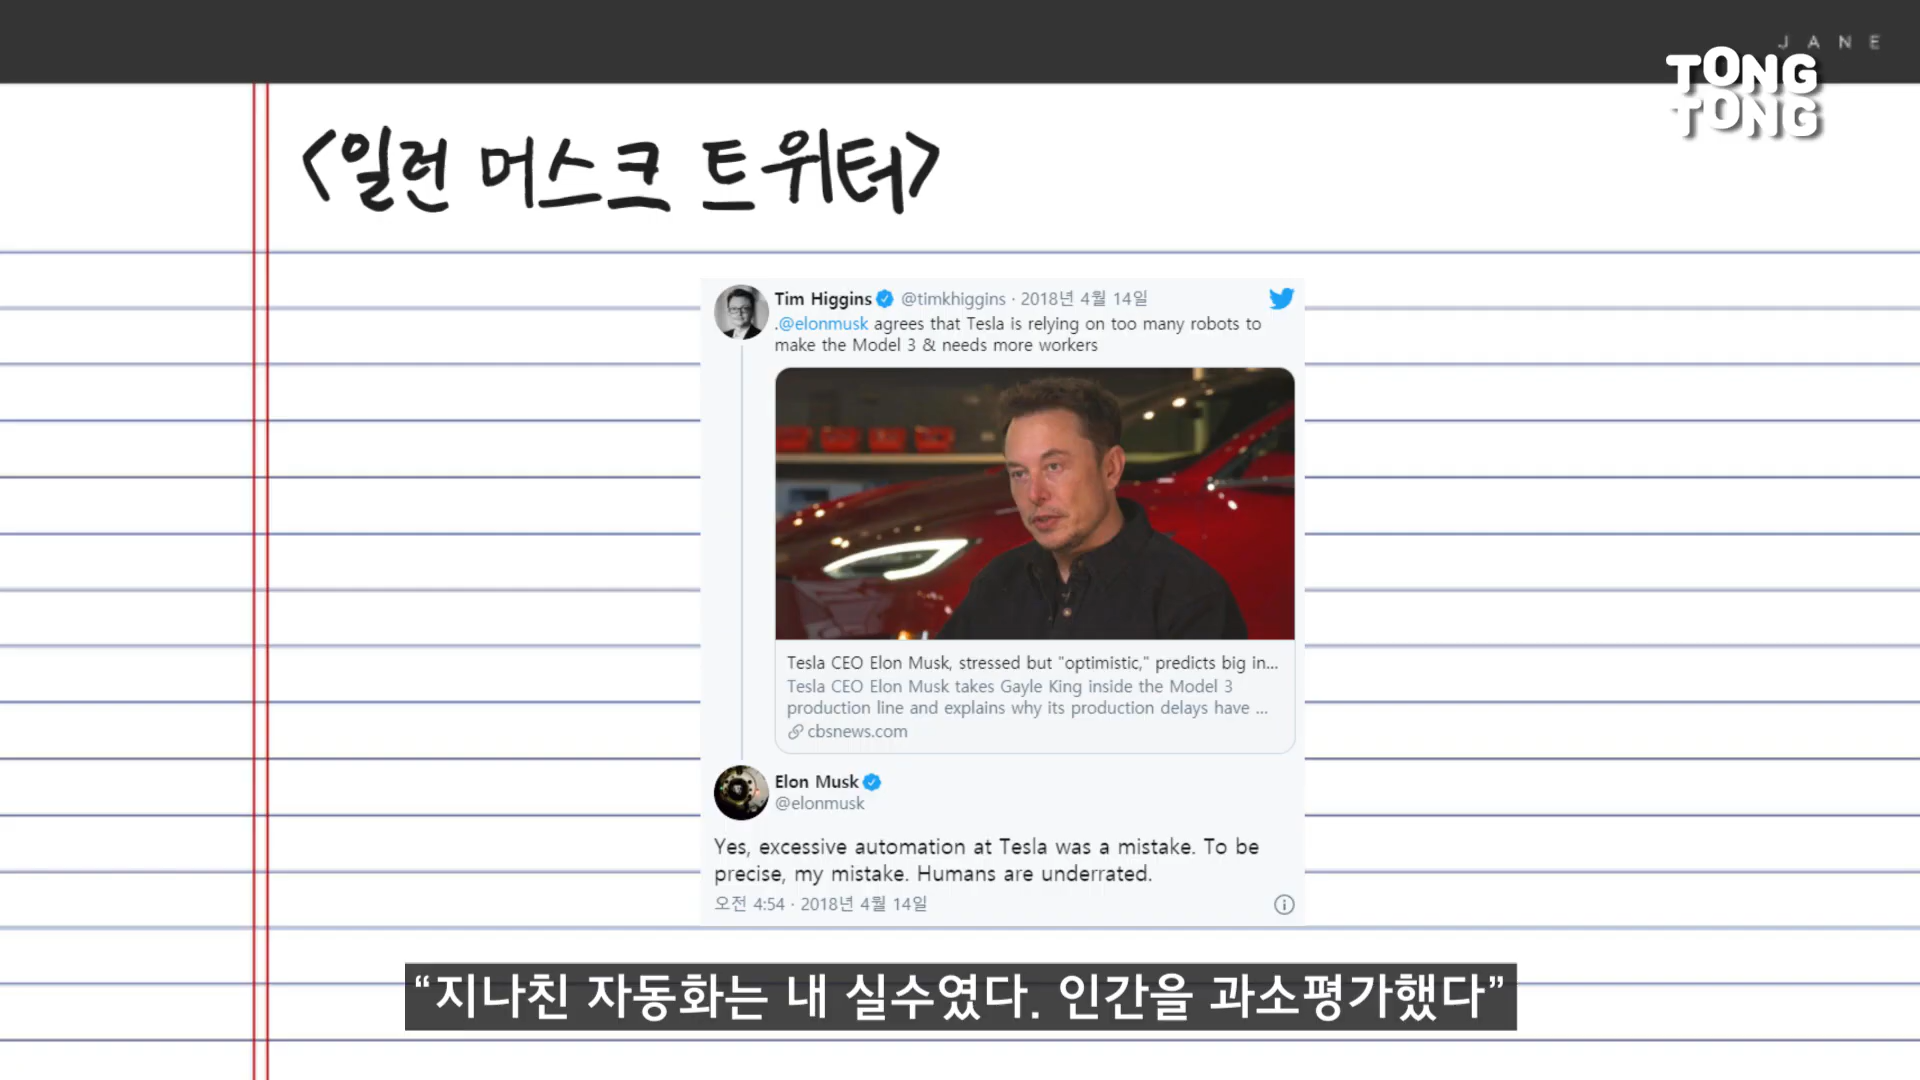 J A N E
TONG
TONG
<일런 머스크 트위터>
Tim Higgins @timkhiggins · 2018년 4월 14일
.@elonmusk agrees that Tesla is relying on too many robots to
make the Model 3 & needs more workers
Tesla CEO Elon Musk, stressed but "optimistic," predicts big in...
Tesla CEO Elon Musk takes Gayle King inside the Model 3
production line and explains why its production delays have ...
cbsnews.com
Elon Musk
@elonmusk
Yes, excessive automation at Tesla was a mistake. To be
precise, my mistake. Humans are underrated.
오전 4:54 · 2018년 4월 14일
“지나친 자동화는 내 실수였다. 인간을 과소평가했다”